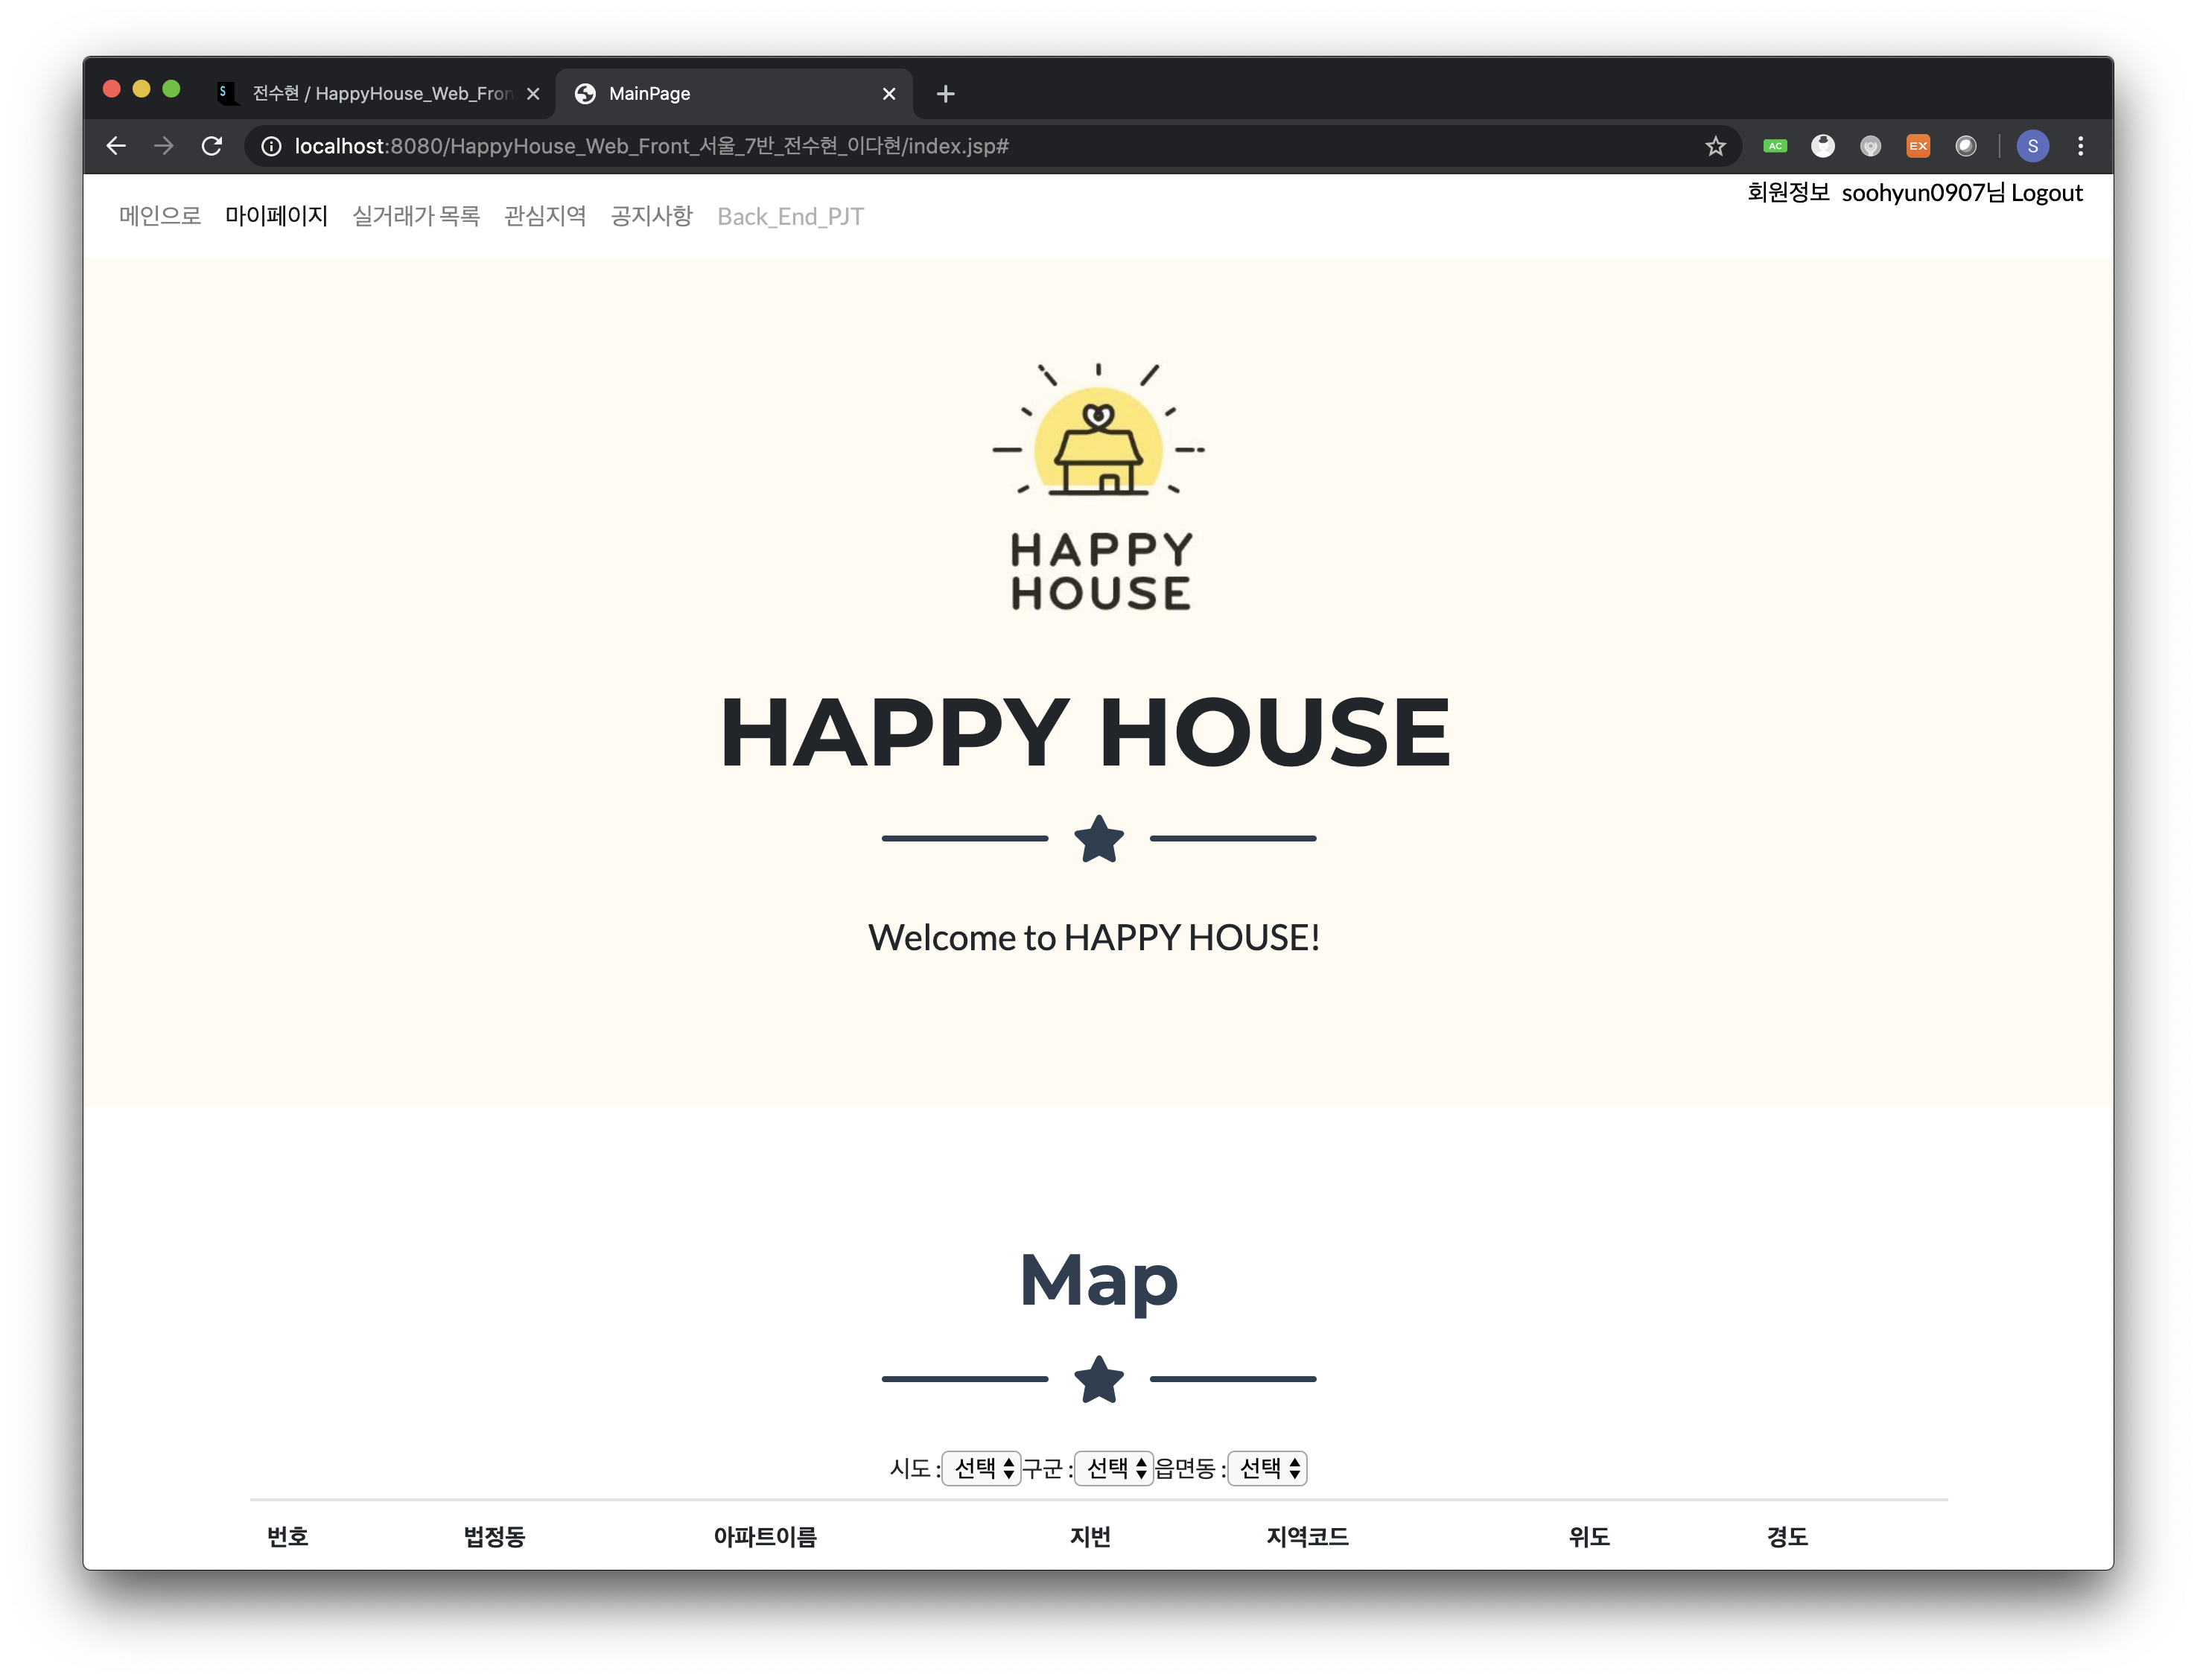 전수현 / HappyHouse_Web_Fron
MainPage
localhost:8080/HappyHouse_Web_Front_서울_7반_전수현_이다현/index.jsp#
AC
EX
S
회원정보 soohyun0907님 Logout
메인으로 마이페이지 실거래가 목록 관심지역 공지사항 Back_End_PJT
HAPPY
HOUSE
HAPPY HOUSE
Welcome to HAPPY HOUSE!
Map
시도 : 선택 구군 : 선택 읍면동 : 선택
번호 법정동 아파트이름 지번 지역코드 위도 경도